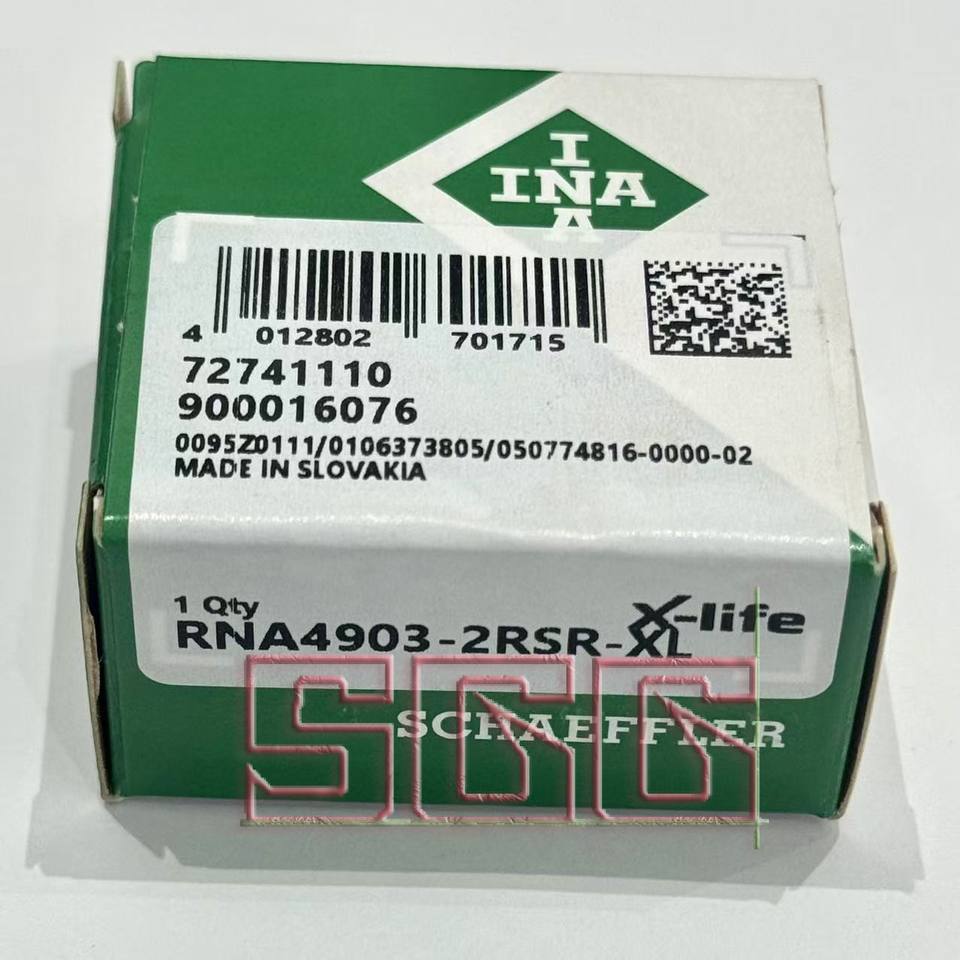 INA
INA
4 012802 701715
72741110
900016076
0095Z0111/0106373805/050774816-0000-02
MADE IN SLOVAKIA
1 Qty
X-life
RNA4903-2RSR-XL
SCHAEFFLER
SGG